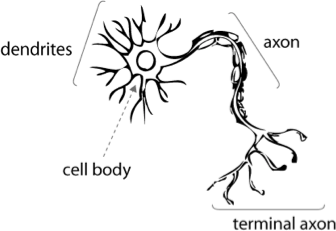 dendrites
axon
cell body
terminal axon